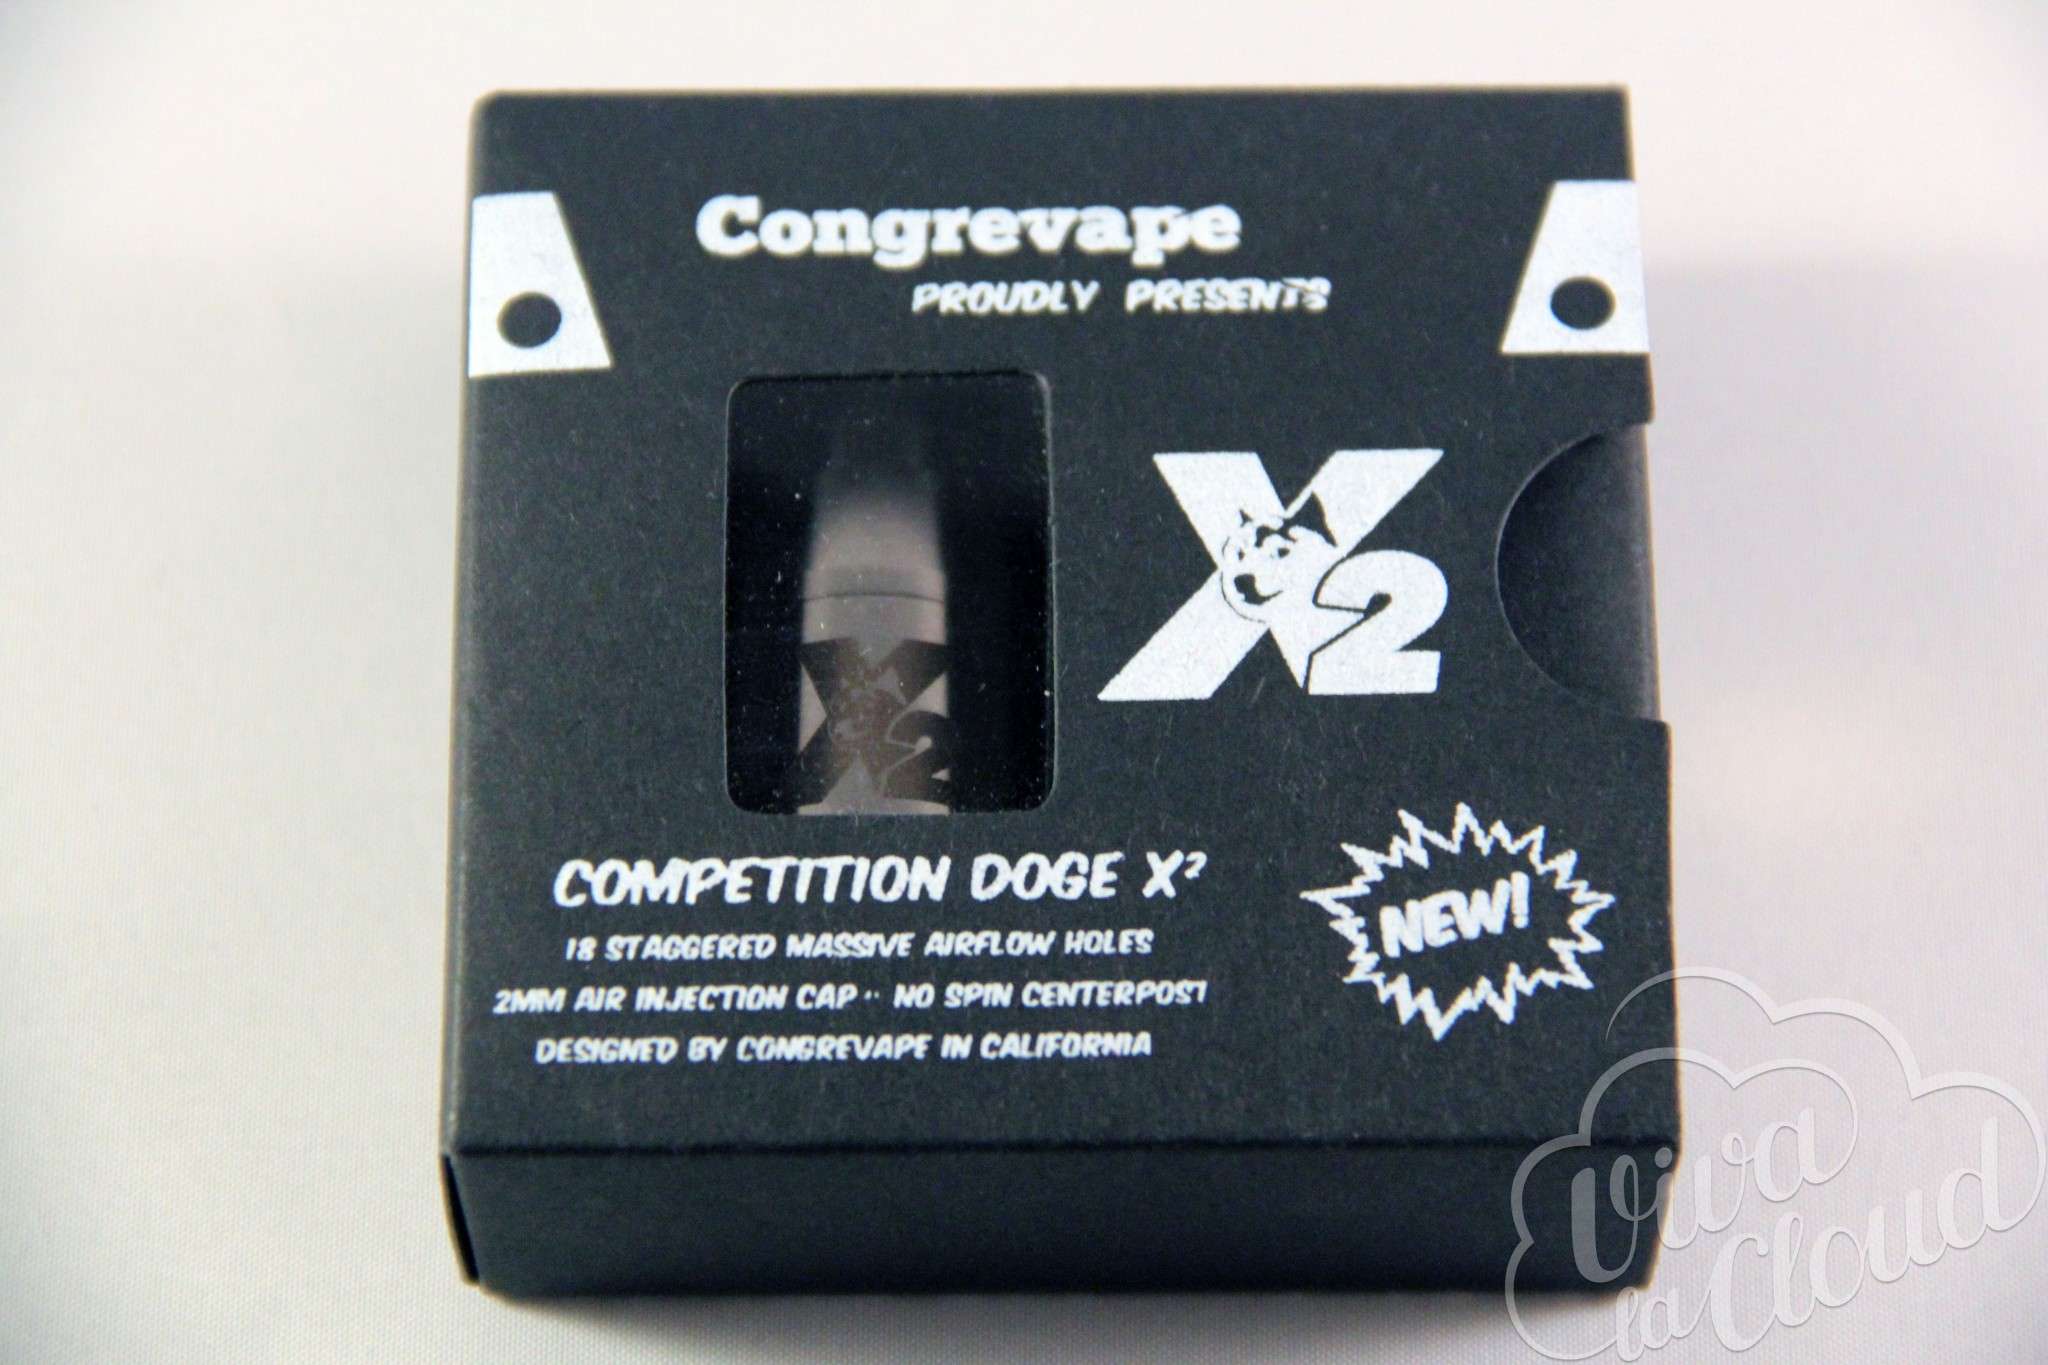 Congrevape
PROUDLY PRESENTS
X2
X2
COMPETITION DOGE X²
18 STAGGERED MASSIVE AIRFLOW HOLES
2MM AIR INJECTION CAP·· NO SPIN CENTERPOST
DESIGNED BY CONGREVAPE IN CALIFORNIA
NEW!
Viva
la Cloud